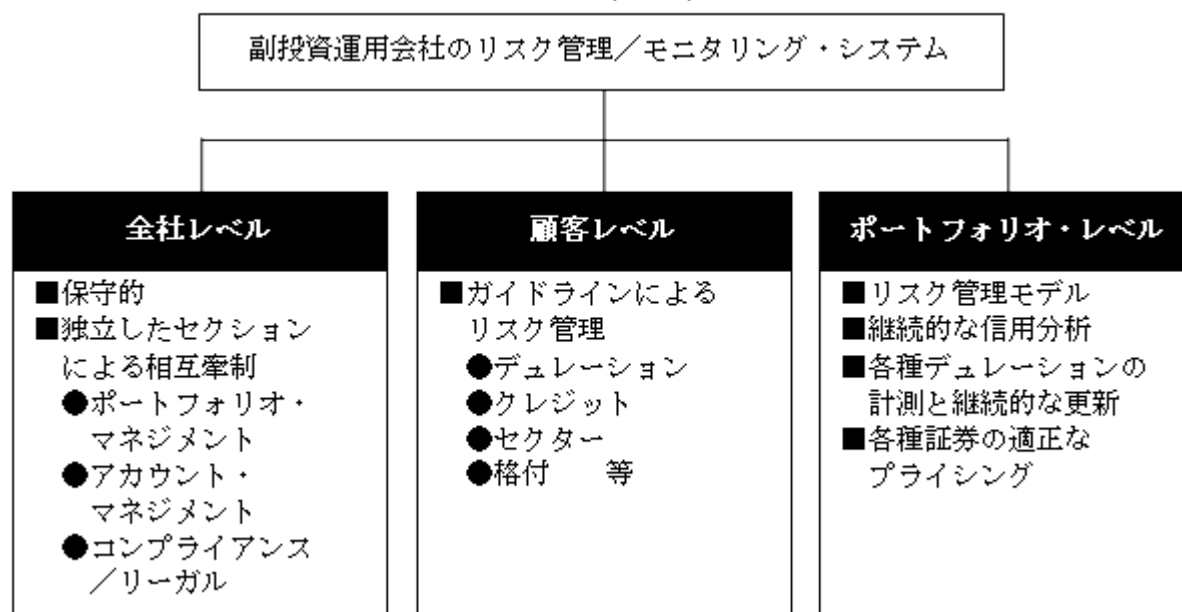 副投資運用会社のリスク管理／モニタリング・システム
全社レベル
■保守的
■独立したセクション
による相互牽制
●ポートフォリオ・
マネジメント
●アカウント・
マネジメント
●コンプライアンス
／リーガル
顧客レベル
■ガイドラインによる
リスク管理
●デュレーション
●クレジット
●セクター
●格付　　等
ポートフォリオ・レベル
■リスク管理モデル
■継続的な信用分析
■各種デュレーションの
計測と継続的な更新
■各種証券の適正な
プライシング